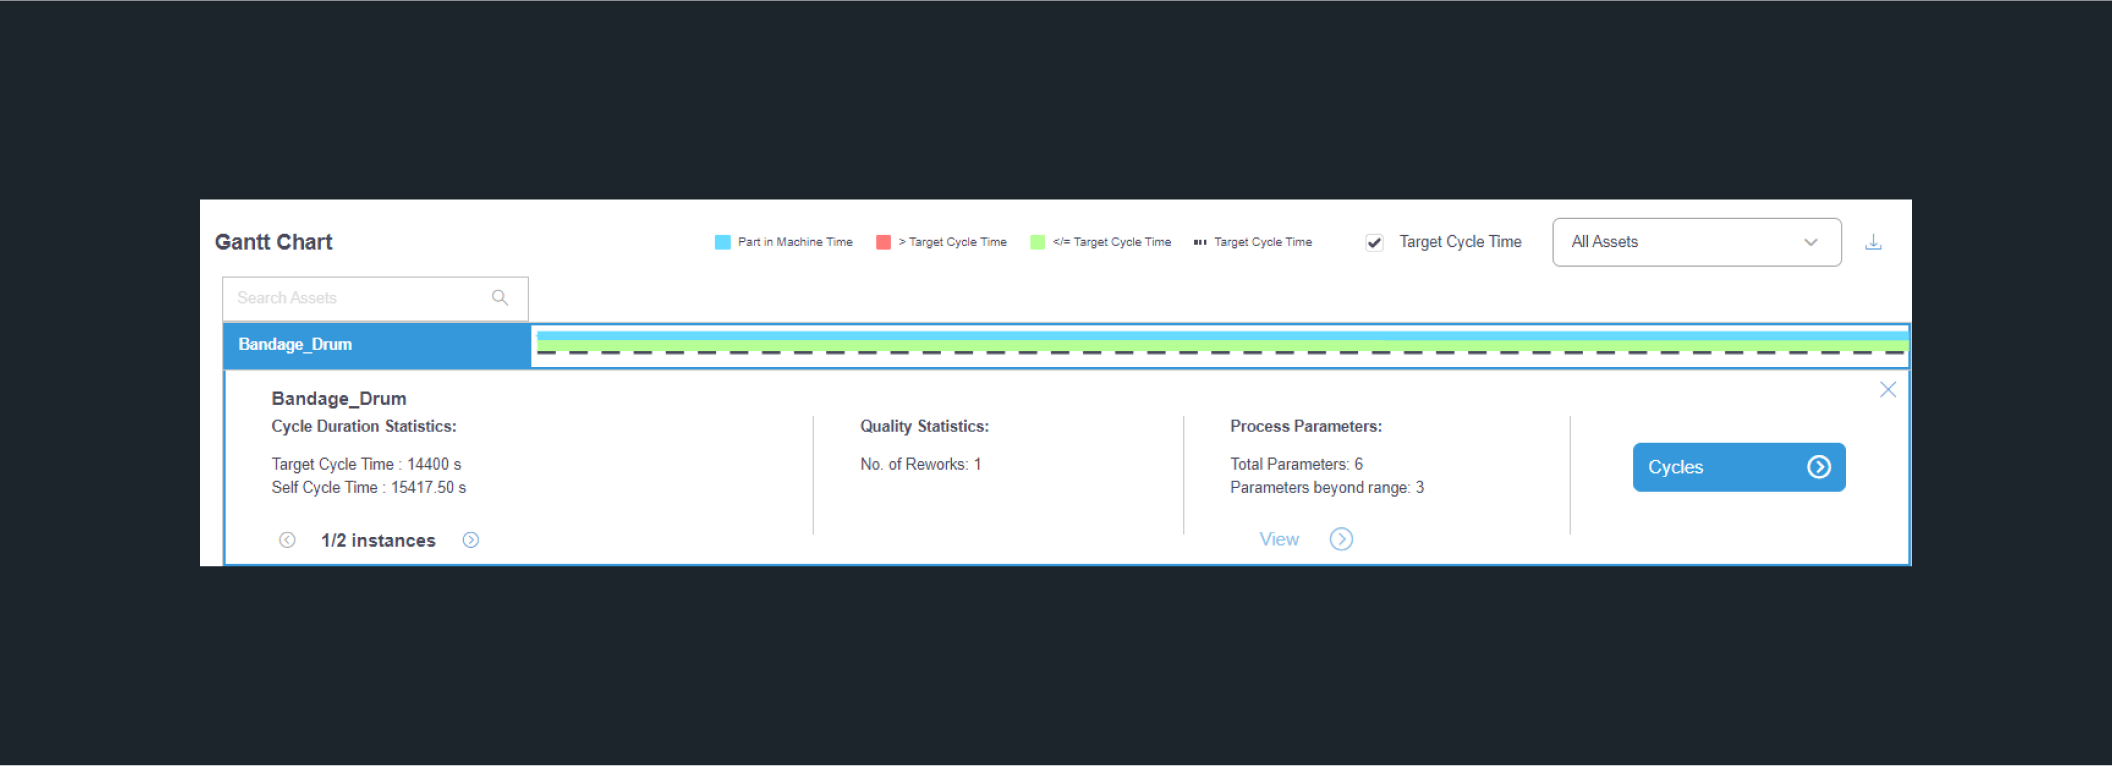 Gantt Chart
Part in Machine Time
> Target Cycle Time
</= Target Cycle Time
Target Cycle Time
Target Cycle Time
All Assets
Search Assets
Bandage_Drum
Bandage_Drum
Cycle Duration Statistics:
Target Cycle Time : 14400 s
Self Cycle Time : 15417.50 s
1/2 instances
Quality Statistics:
No. of Reworks: 1
Process Parameters:
Total Parameters: 6
Parameters beyond range: 3
View
Cycles